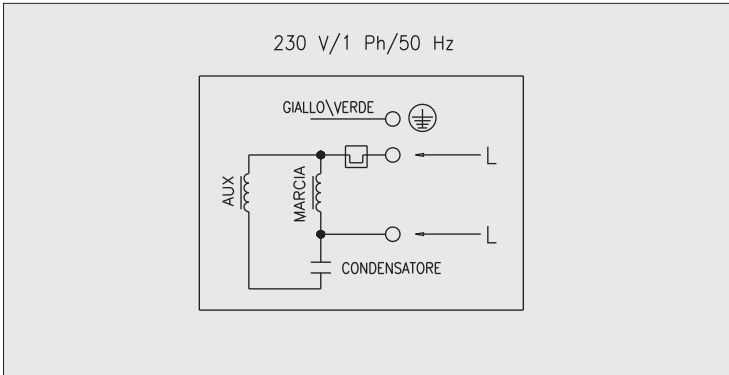 230 V/1 Ph/50 Hz
GIALLO\VERDE
L
AUX
MARCIA
L
CONDENSATORE